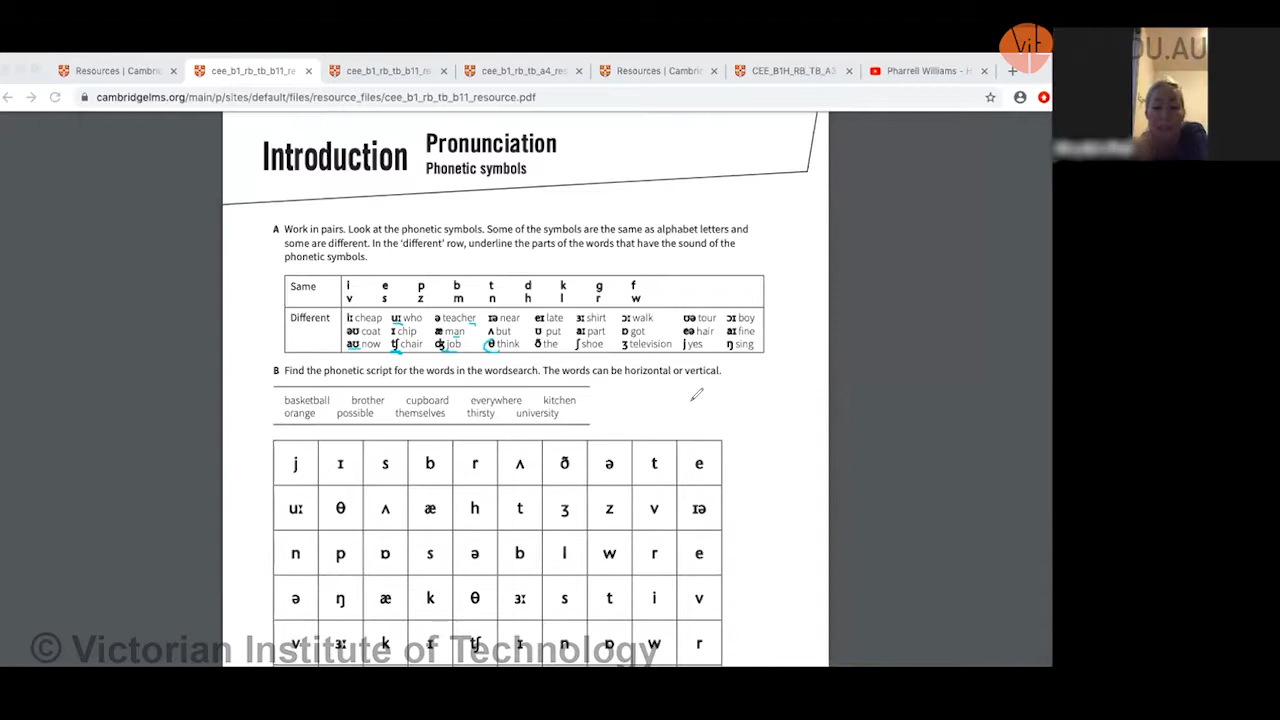 Vit
DU.AU
Resources | Cambri
cee_b1_rb_tb_b11_re
cee_b1_rb_tb_b11_re
cee_b1_rb_tb_a4_res
Resources | Cambri
CEE_B1H_RB_TB_A3
Pharrell Williams - H
cambridgelms.org/main/p/sites/default/files/resource_files/cee_b1_rb_tb_b11_resource.pdf
Introduction Pronunciation
Phonetic symbols
A Work in pairs. Look at the phonetic symbols. Some of the symbols are the same as alphabet letters and
some are different. In the 'different' row, underline the parts of the words that have the sound of the
phonetic symbols.
Same i e p b t d k g f
v s z m n h l r w
Different iː cheap uː who ə teacher ɪə near eɪ late ɜː shirt ɔː walk ʊə tour ɔɪ boy
əʊ coat ɪ chip æ man ʌ but ʊ put aː part ɒ got eə hair aɪ fine
aʊ now tʃ chair dʒ job θ think ð the ʃ shoe ʒ television j yes ŋ sing
B Find the phonetic script for the words in the wordsearch. The words can be horizontal or vertical.
basketball brother cupboard everywhere kitchen
orange possible themselves thirsty university
j ɪ s b r ʌ ð ə t e
uː θ ʌ æ h t ʒ z v ɪə
n p ɒ s ə b l w r e
ə ŋ æ k θ ɜː s t i v
v ɜː k ɪ tʃ ɪ n ɒ w r
© Victorian Institute of Technology